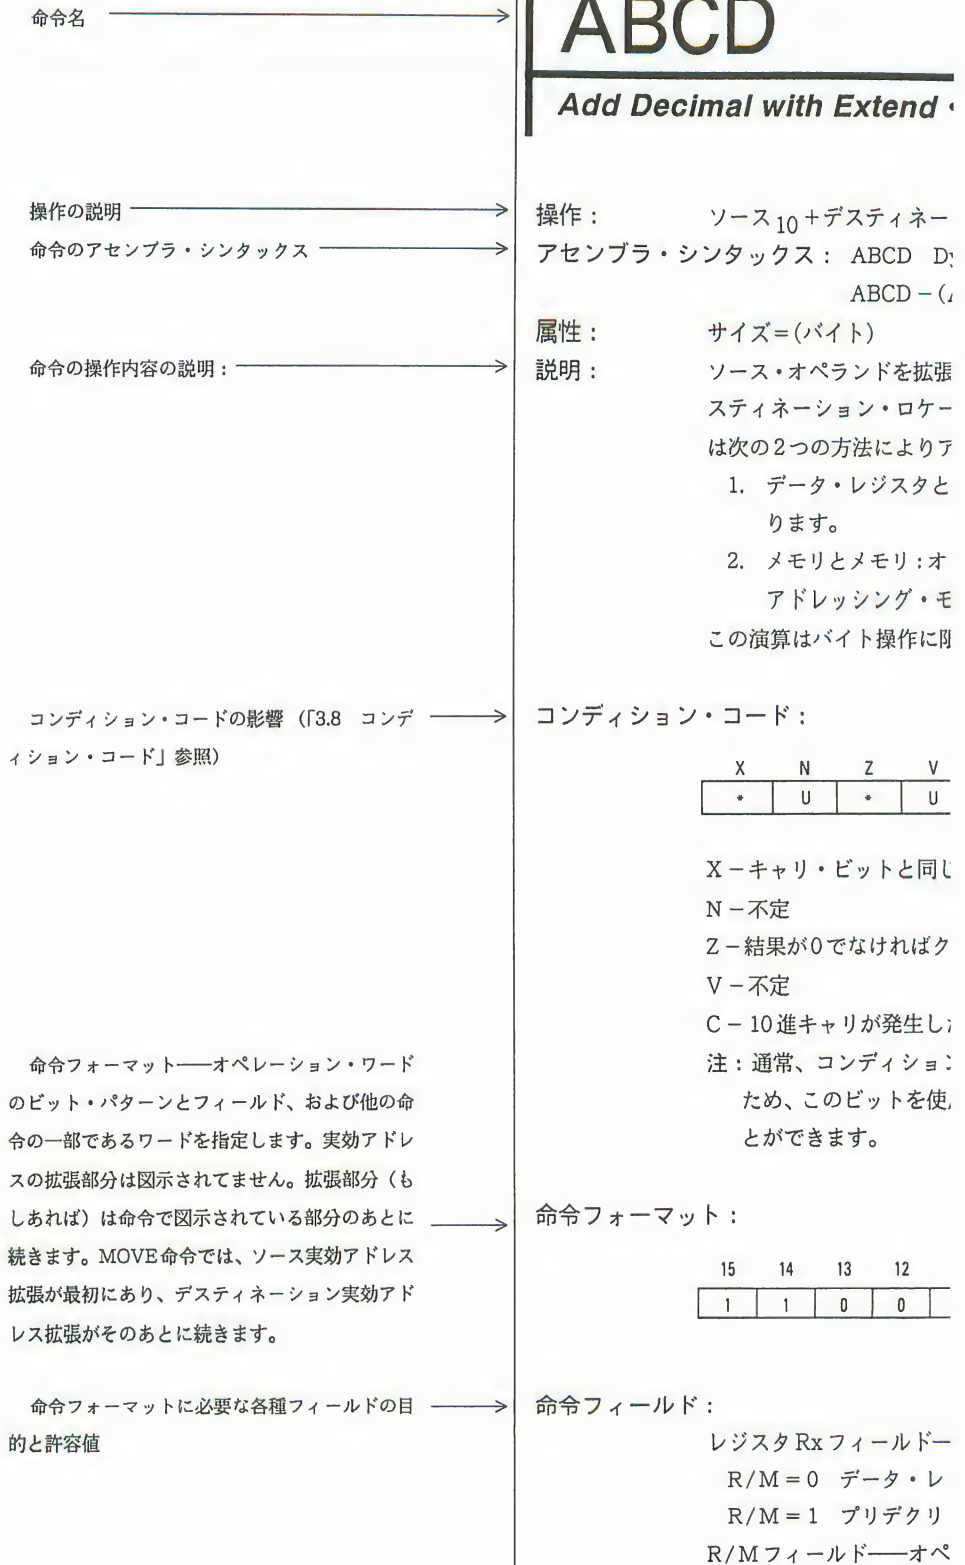 命令名
ABCD
Add Decimal with Extend
操作の説明
操作： ソース10+デスティネー
命令のアセンブラ・シンタックス
アセンブラ・シンタックス： ABCD D
ABCD－(
属性： サイズ＝(バイト)
命令の操作内容の説明：
説明： ソース・オペランドを拡張
スティネーション・ロケー
は次の2つの方法によりア
1. データ・レジスタと
ります。
2. メモリとメモリ：オ
アドレッシング・モ
この演算はバイト操作に限
コンディション・コードの影響（「3.8 コンデ
ィション・コード」参照）
コンディション・コード：
X N Z V
* U * U
X－キャリ・ビットと同じ
N－不定
Z－結果が0でなければク
V－不定
C－10進キャリが発生し
注：通常、コンディショ
ため、このビットを使
とができます。
命令フォーマット――オペレーション・ワード
のビット・パターンとフィールド、および他の命
令の一部であるワードを指定します。実効アドレ
スの拡張部分は図示されてません。拡張部分（も
しあれば）は命令で図示されている部分のあとに
続きます。MOVE命令では、ソース実効アドレス
拡張が最初にあり、デスティネーション実効アド
レス拡張がそのあとに続きます。
命令フォーマット：
15 14 13 12
1 1 0 0
命令フォーマットに必要な各種フィールドの目
的と許容値
命令フィールド：
レジスタRxフィールド―
R/M＝0 データ・レ
R/M＝1 プリデクリ
R/Mフィールド――オペ